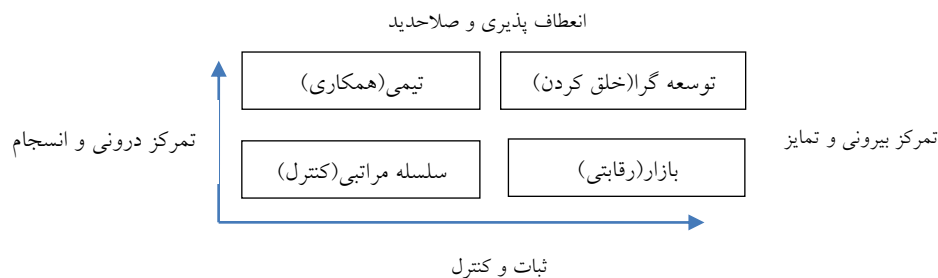 انعطاف پذیری و صلاحدید
توسعه گرا(خلق کردن)
تیمی(همکاری)
تمرکز بیرونی و تمایز
تمرکز درونی و انسجام
بازار(رقابتی)
سلسله مراتبی(کنترل)
ثبات و کنترل